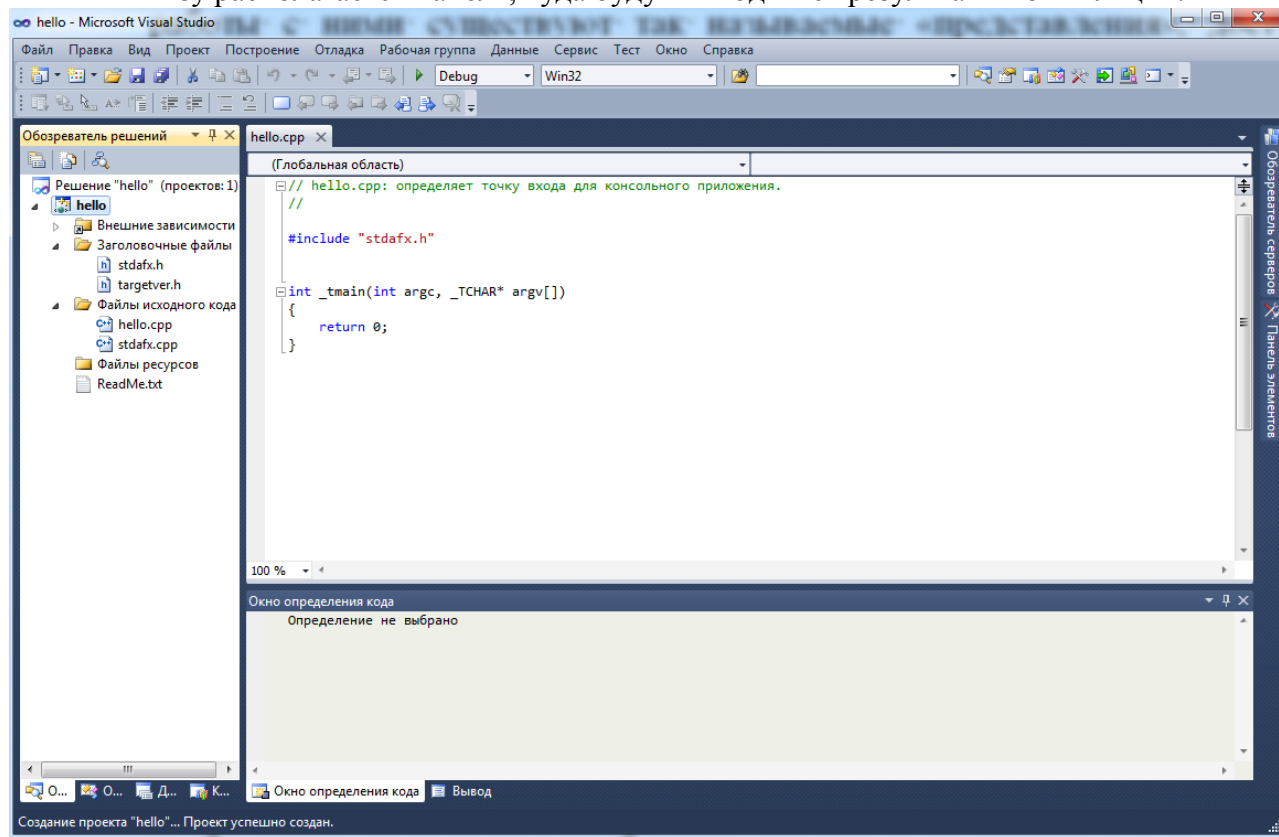 hello - Microsoft Visual Studio
Файл Правка Вид Проект Построение Отладка Рабочая группа Данные Сервис Тест Окно Справка
Debug Win32
Обозреватель решений
hello.cpp
(Глобальная область)
Решение "hello" (проектов: 1)
hello
Внешние зависимости
Заголовочные файлы
stdafx.h
targetver.h
Файлы исходного кода
hello.cpp
stdafx.cpp
Файлы ресурсов
ReadMe.txt
// hello.cpp: определяет точку входа для консольного приложения.
//
#include "stdafx.h"
int _tmain(int argc, _TCHAR* argv[])
{
return 0;
}
100 %
Окно определения кода
Определение не выбрано
Обозреватель серверов
Панель элементов
О... О... Д... К...
Окно определения кода Вывод
Создание проекта "hello"... Проект успешно создан.